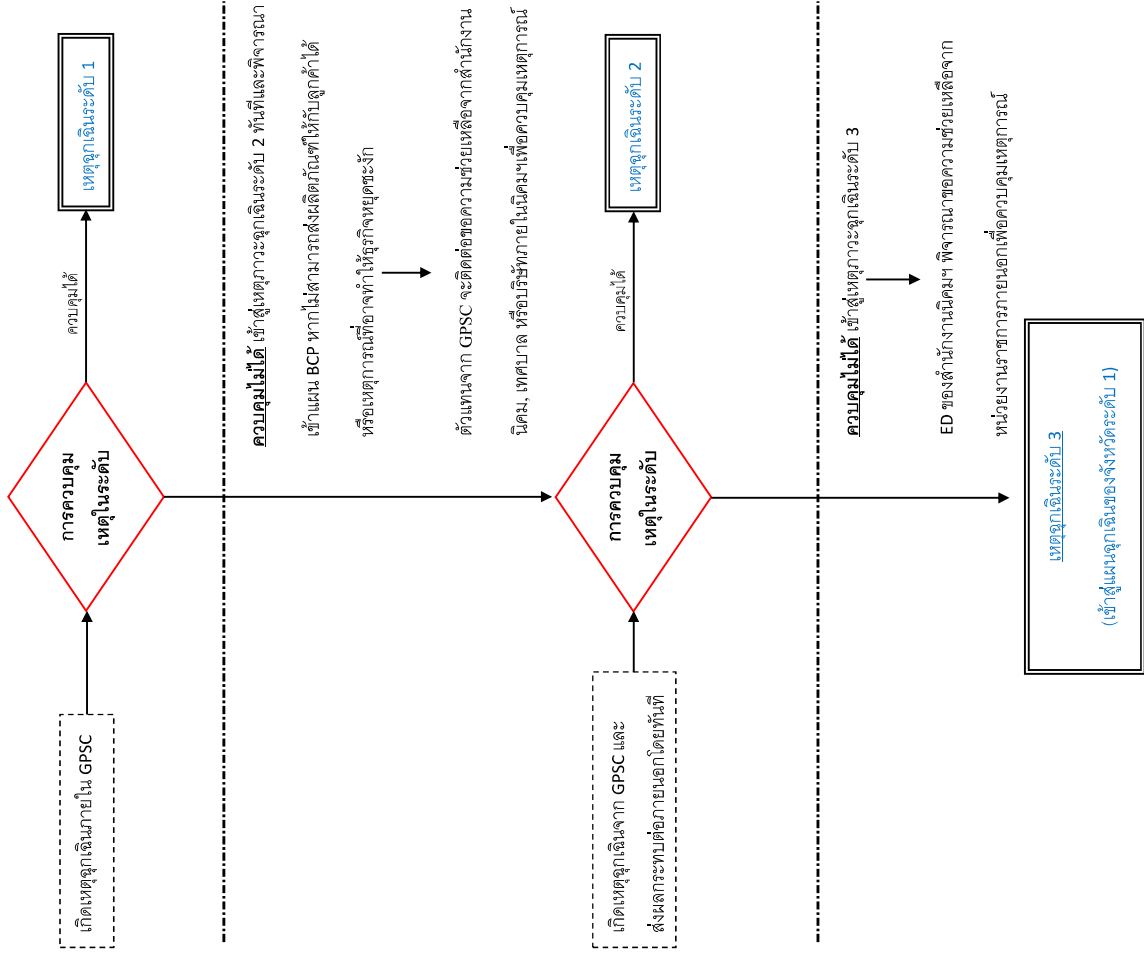 เกิดเหตุฉุกเฉินภายใน GPSC
การควบคุม
เหตุในระดับ
ควบคุมได้
เหตุฉุกเฉินระดับ 1
ควบคุมไม่ได้ เข้าสู่เหตุภาวะฉุกเฉินระดับ 2 ทันทีและพิจารณา
เข้าแผน BCP หากไม่สามารถส่งผลิตภัณฑ์ให้กับลูกค้าได้
หรือเหตุการณ์ที่อาจทำให้ธุรกิจหยุดชะงัก
ตัวแทนจาก GPSC จะติดต่อขอความช่วยเหลือจากสำนักงาน
นิคม, เทศบาล หรือบริษัทภายในนิคมฯเพื่อควบคุมเหตุการณ์
เกิดเหตุฉุกเฉินจาก GPSC และ
ส่งผลกระทบต่อภายนอกโดยทันที
การควบคุม
เหตุในระดับ
ควบคุมได้
เหตุฉุกเฉินระดับ 2
ควบคุมไม่ได้ เข้าสู่เหตุภาวะฉุกเฉินระดับ 3
ED ของสำนักงานนิคมฯ พิจารณาขอความช่วยเหลือจาก
หน่วยงานราชการภายนอกเพื่อควบคุมเหตุการณ์
เหตุฉุกเฉินระดับ 3
(เข้าสู่แผนฉุกเฉินของจังหวัดระดับ 1)